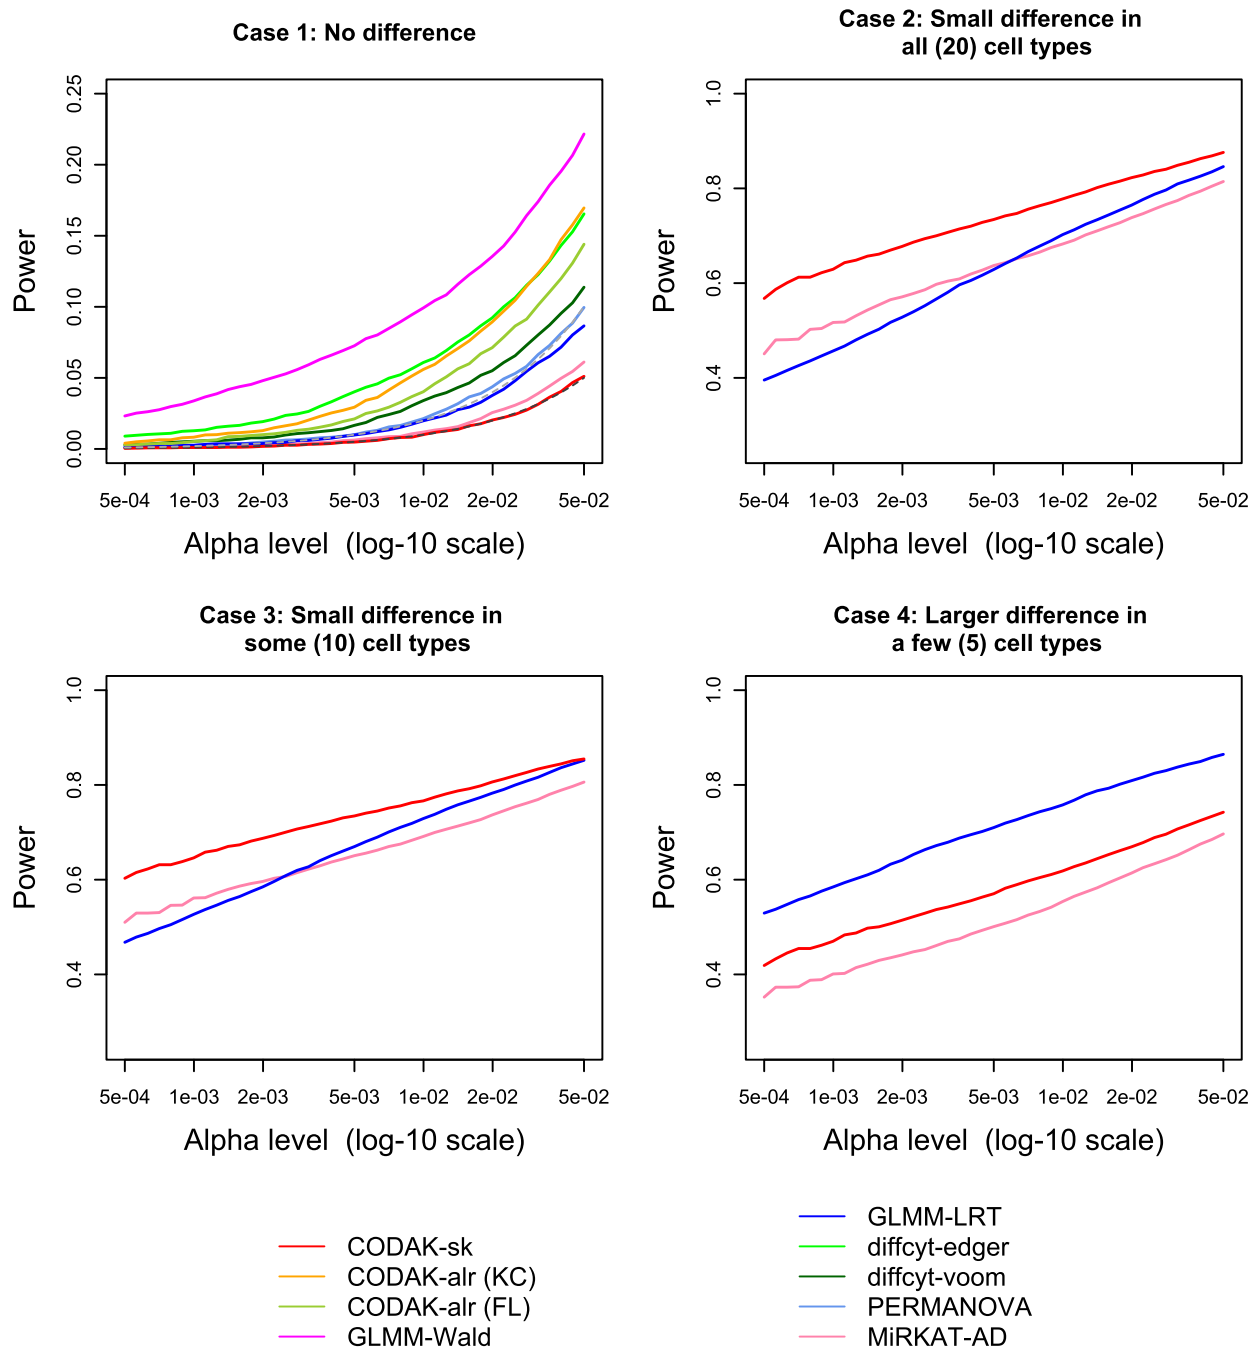 Case 1: No difference
0.25
0.20
0.15
0.10
0.05
0.00
Power
5e-04 1e-03 2e-03 5e-03 1e-02 2e-02 5e-02
Alpha level (log-10 scale)
Case 2: Small difference in
all (20) cell types
1.0
0.8
0.6
0.4
Power
5e-04 1e-03 2e-03 5e-03 1e-02 2e-02 5e-02
Alpha level (log-10 scale)
Case 3: Small difference in
some (10) cell types
1.0
0.8
0.6
0.4
Power
5e-04 1e-03 2e-03 5e-03 1e-02 2e-02 5e-02
Alpha level (log-10 scale)
Case 4: Larger difference in
a few (5) cell types
1.0
0.8
0.6
0.4
Power
5e-04 1e-03 2e-03 5e-03 1e-02 2e-02 5e-02
Alpha level (log-10 scale)
CODAK-sk
CODAK-alr (KC)
CODAK-alr (FL)
GLMM-Wald
GLMM-LRT
diffcyt-edger
diffcyt-voom
PERMANOVA
MiRKAT-AD